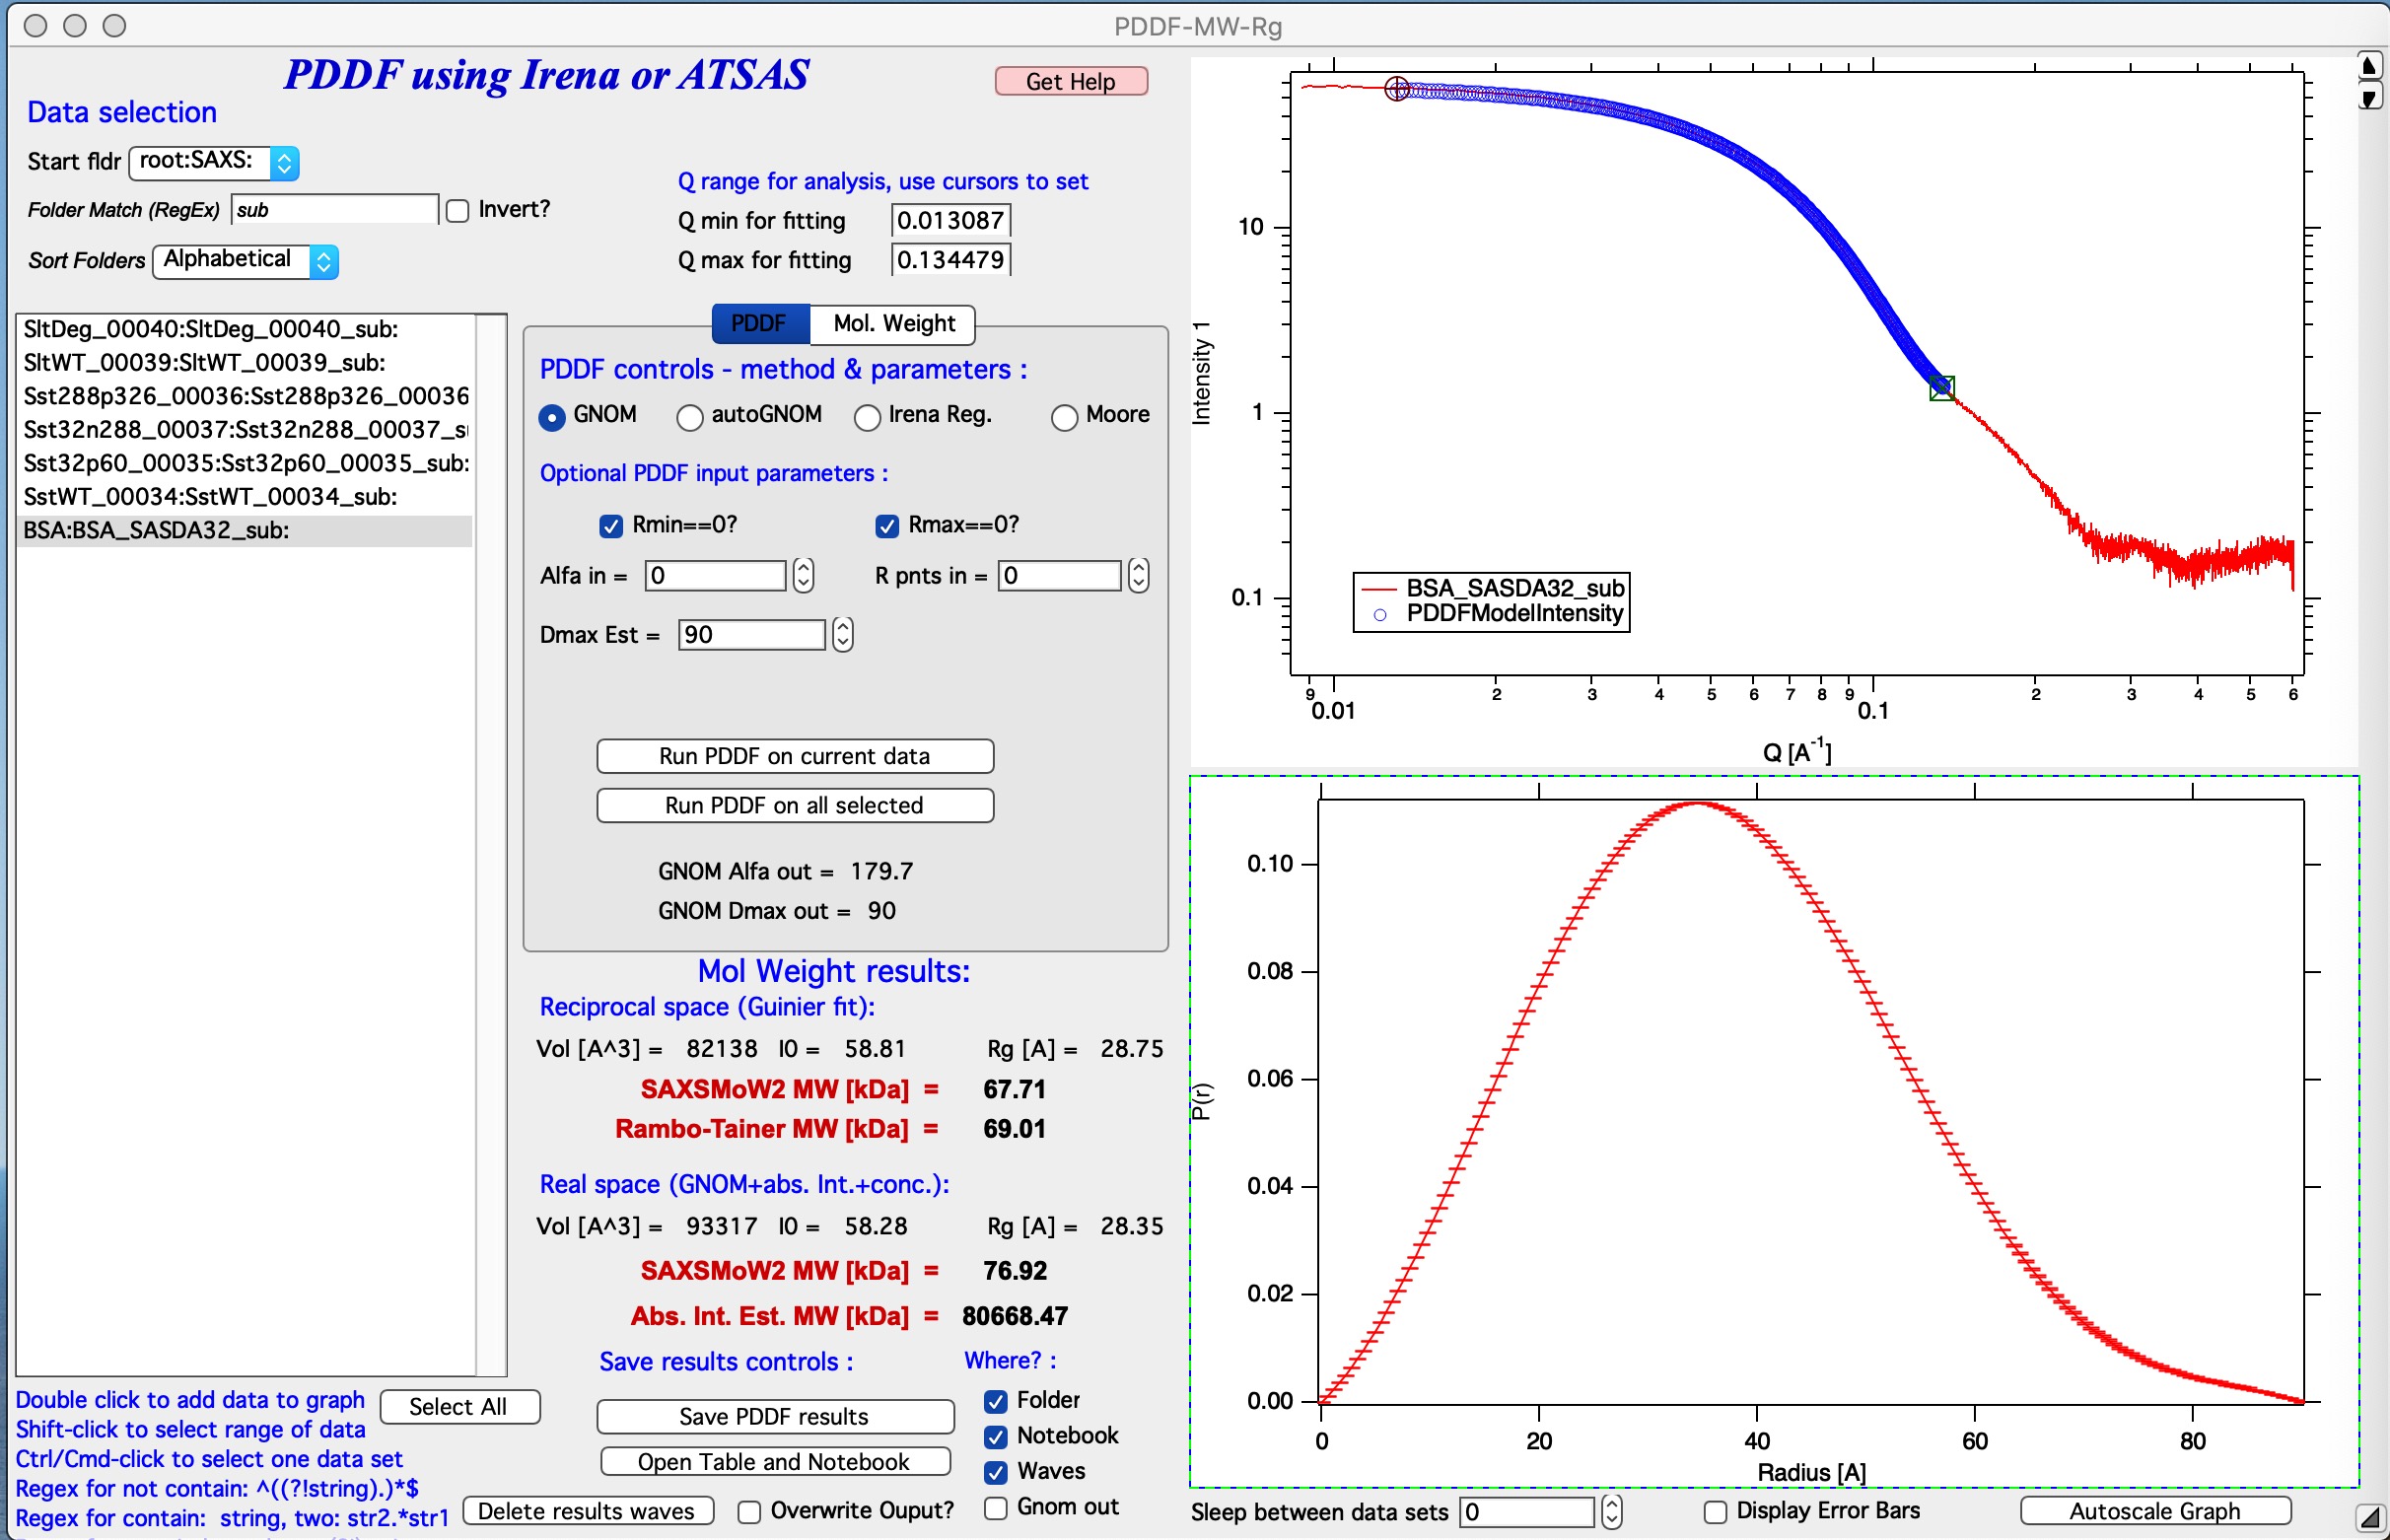 PDDF-MW-Rg
PDDF using Irena or ATSAS
Get Help
Data selection
Start fldr root:SAXS:
Folder Match (RegEx) sub Invert?
Sort Folders Alphabetical
Q range for analysis, use cursors to set
Q min for fitting 0.013087
Q max for fitting 0.134479
SltDeg_00040:SltDeg_00040_sub:
SltWT_00039:SltWT_00039_sub:
Sst288p326_00036:Sst288p326_00036
Sst32n288_00037:Sst32n288_00037_s
Sst32p60_00035:Sst32p60_00035_sub:
SstWT_00034:SstWT_00034_sub:
BSA:BSA_SASDA32_sub:
PDDF Mol. Weight
PDDF controls - method & parameters :
GNOM autoGNOM Irena Reg. Moore
Optional PDDF input parameters :
Rmin==0? Rmax==0?
Alfa in = 0 R pnts in = 0
Dmax Est = 90
Run PDDF on current data
Run PDDF on all selected
GNOM Alfa out = 179.7
GNOM Dmax out = 90
Mol Weight results:
Reciprocal space (Guinier fit):
Vol [A^3] = 82138 I0 = 58.81 Rg [A] = 28.75
SAXSMoW2 MW [kDa] = 67.71
Rambo-Tainer MW [kDa] = 69.01
Real space (GNOM+abs. Int.+conc.):
Vol [A^3] = 93317 I0 = 58.28 Rg [A] = 28.35
SAXSMoW2 MW [kDa] = 76.92
Abs. Int. Est. MW [kDa] = 80668.47
Save results controls : Where? :
Save PDDF results
Open Table and Notebook
Folder
Notebook
Waves
Gnom out
Double click to add data to graph
Select All
Shift-click to select range of data
Ctrl/Cmd-click to select one data set
Regex for not contain: ^((?!string).)*$
Regex for contain: string, two: str2.*str1
Delete results waves Overwrite Ouput?
Intensity 1
10
1
0.1
BSA_SASDA32_sub
PDDFModelIntensity
9 2 3 4 5 6 7 8 9 2 3 4 5 6
0.01 0.1
Q [A⁻¹]
P(r)
0.10
0.08
0.06
0.04
0.02
0.00
0 20 40 60 80
Radius [A]
Sleep between data sets 0 Display Error Bars Autoscale Graph